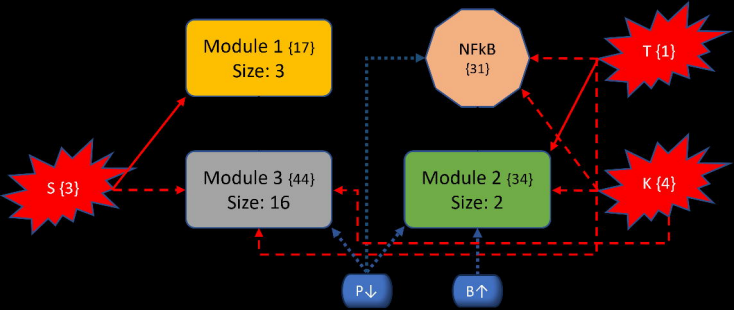 Module 1 {17}
Size: 3
NFkB
{31}
T {1}
S {3}
Module 3 {44}
Size: 16
Module 2 {34}
Size: 2
K {4}
P↓
B↑